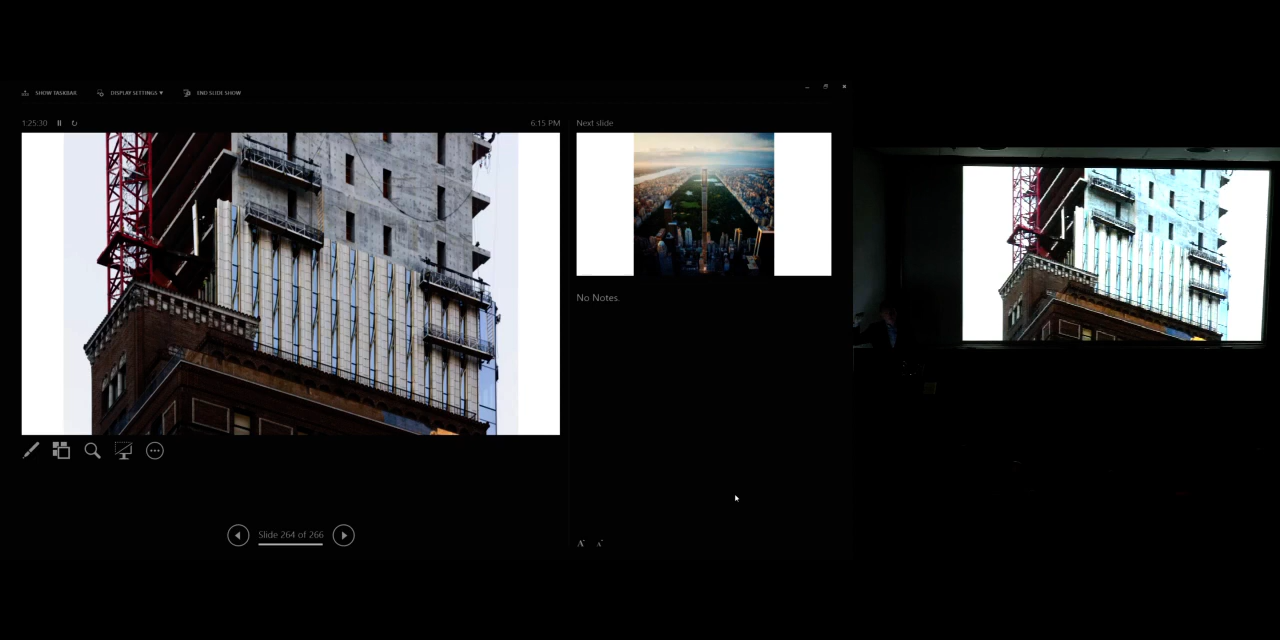 SHOW TASKBAR DISPLAY SETTINGS ▼ END SLIDE SHOW
1:25:30 6:15 PM
Next slide
No Notes.
Slide 264 of 266
A A